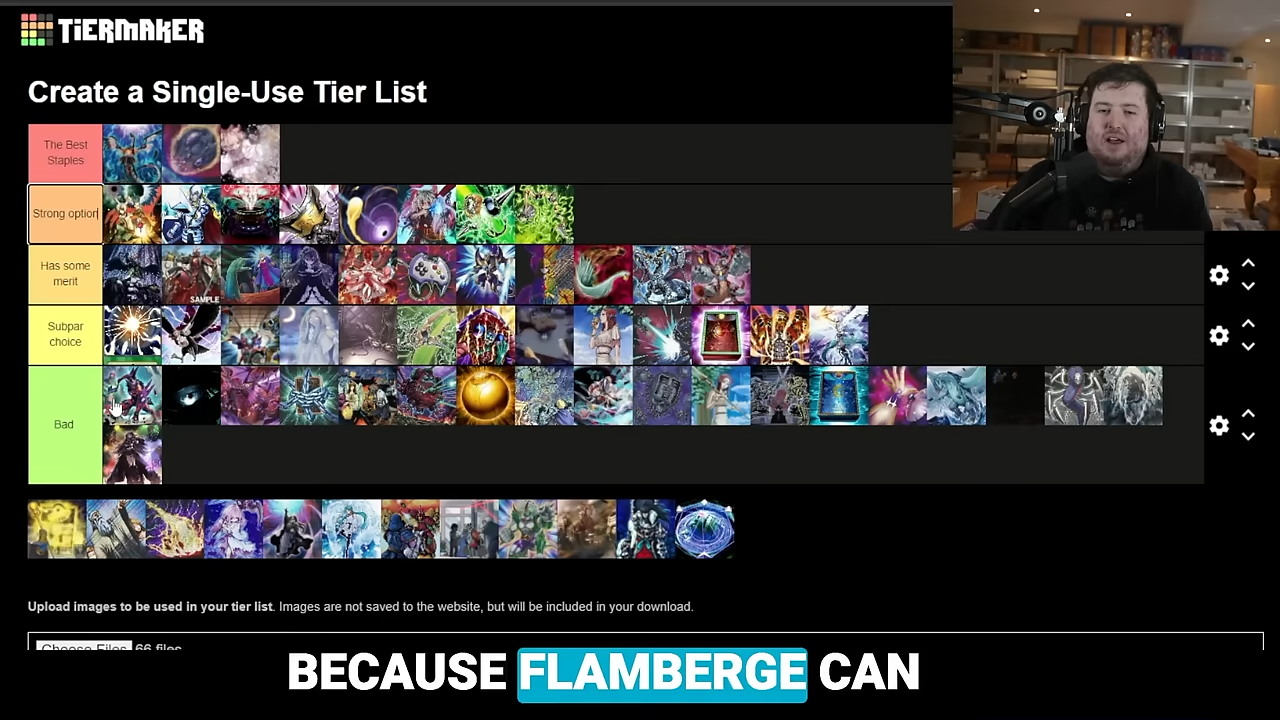 TiERMAKER
Create a Single-Use Tier List
The Best
Staples
Strong option
Has some
merit
SAMPLE
Subpar
choice
Bad
Upload images to be used in your tier list. Images are not saved to the website, but will be included in your download.
Choose Files 66 files
BECAUSE FLAMBERGE CAN